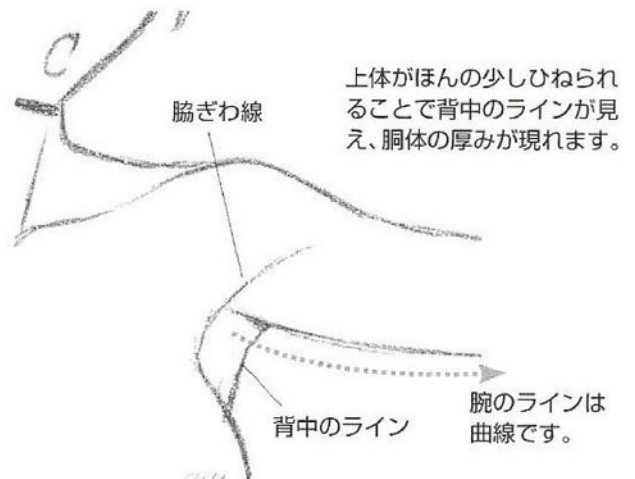 上体がほんの少しひねられ
ることで背中のラインが見
え、胴体の厚みが現れます。
脇ぎわ線
背中のライン
腕のラインは
曲線です。